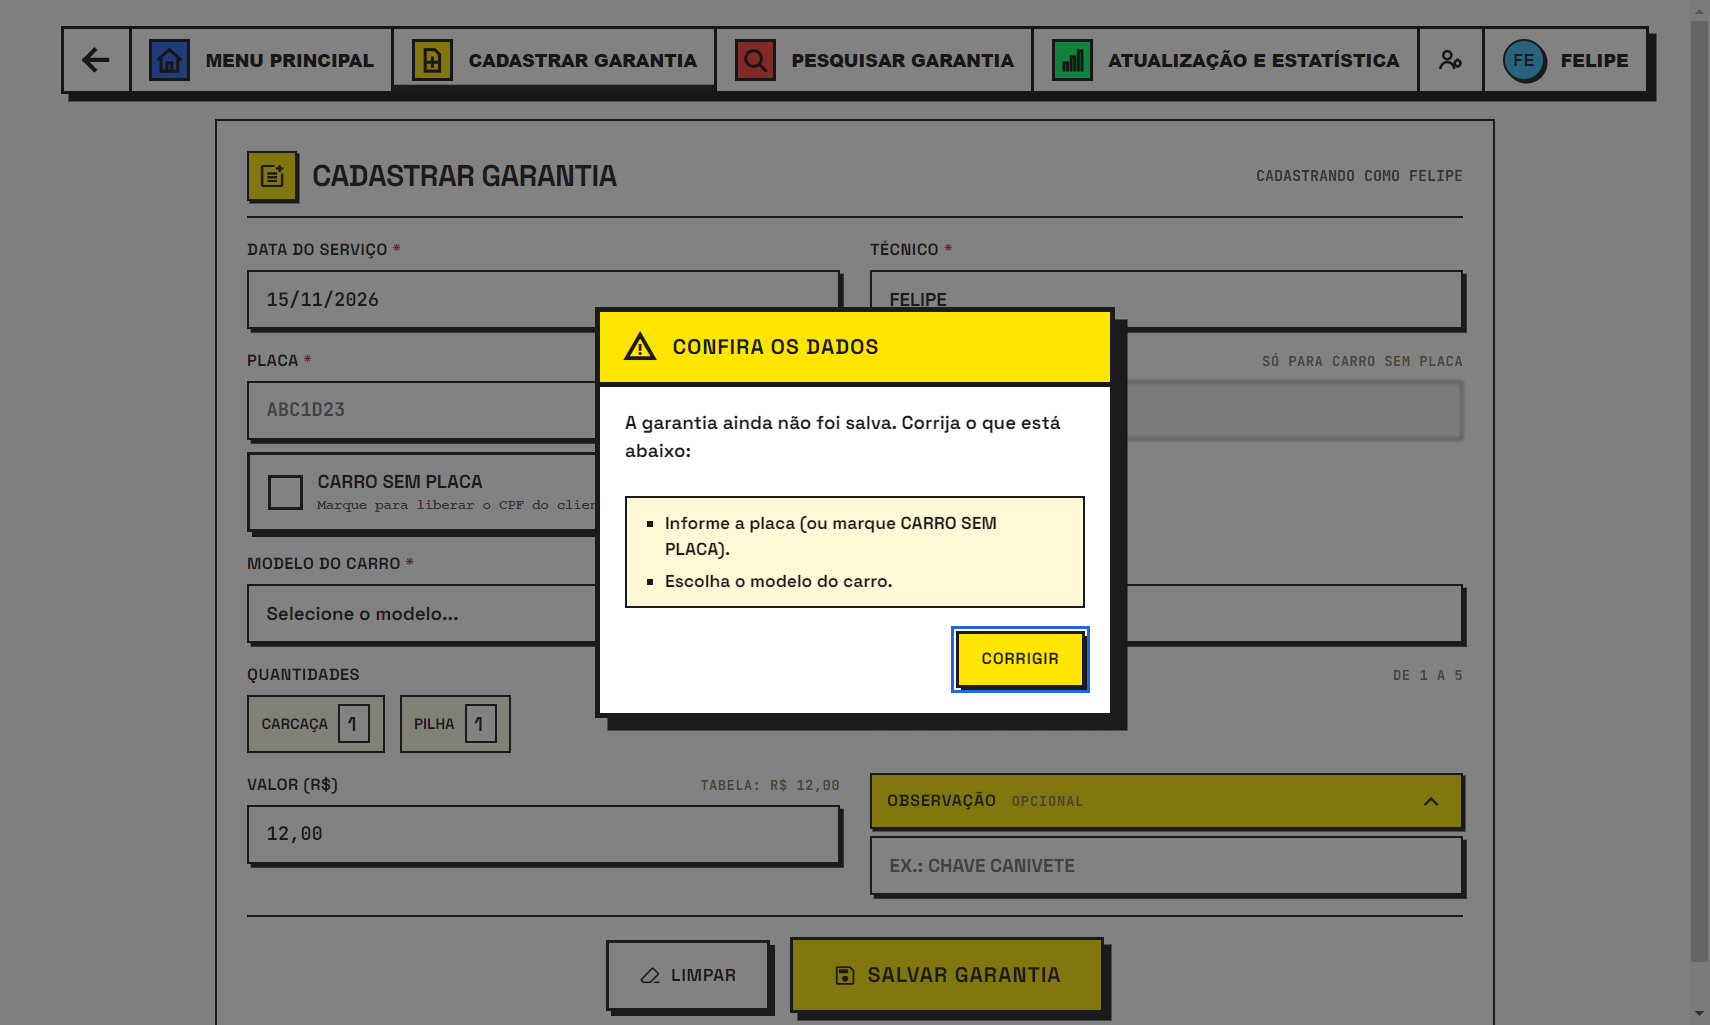 MENU PRINCIPAL
CADASTRAR GARANTIA
PESQUISAR GARANTIA
ATUALIZAÇÃO E ESTATÍSTICA
FE
FELIPE
CADASTRAR GARANTIA
CADASTRANDO COMO FELIPE
DATA DO SERVIÇO *
TÉCNICO *
15/11/2026
FELIPE
PLACA *
SÓ PARA CARRO SEM PLACA
ABC1D23
CARRO SEM PLACA
Marque para liberar o CPF do
MODELO DO CARRO *
Selecione o modelo...
QUANTIDADES
DE 1 A 5
CARCAÇA 1
PILHA 1
VALOR (R$)
TABELA: R$ 12,00
12,00
OBSERVAÇÃO OPCIONAL
EX.: CHAVE CANIVETE
LIMPAR
SALVAR GARANTIA
CONFIRA OS DADOS
A garantia ainda não foi salva. Corrija o que está
abaixo:
Informe a placa (ou marque CARRO SEM
PLACA).
Escolha o modelo do carro.
CORRIGIR